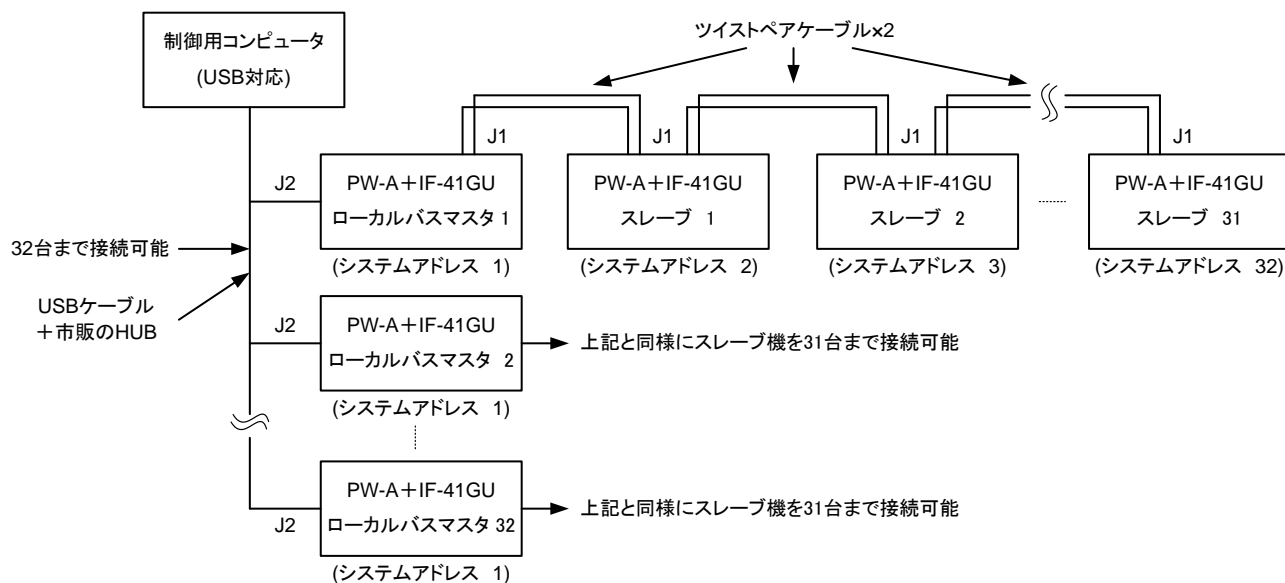 制御用コンピュータ
(USB対応)
ツイストペアケーブル×2
J1
J1
J1
J1
J2
PW-A+IF-41GU
ローカルバスマスタ 1
(システムアドレス 1)
PW-A+IF-41GU
スレーブ 1
(システムアドレス 2)
PW-A+IF-41GU
スレーブ 2
(システムアドレス 3)
PW-A+IF-41GU
スレーブ 31
(システムアドレス 32)
32台まで接続可能
USBケーブル
+市販のHUB
J2
PW-A+IF-41GU
ローカルバスマスタ 2
(システムアドレス 1)
上記と同様にスレーブ機を31台まで接続可能
J2
PW-A+IF-41GU
ローカルバスマスタ 32
(システムアドレス 1)
上記と同様にスレーブ機を31台まで接続可能